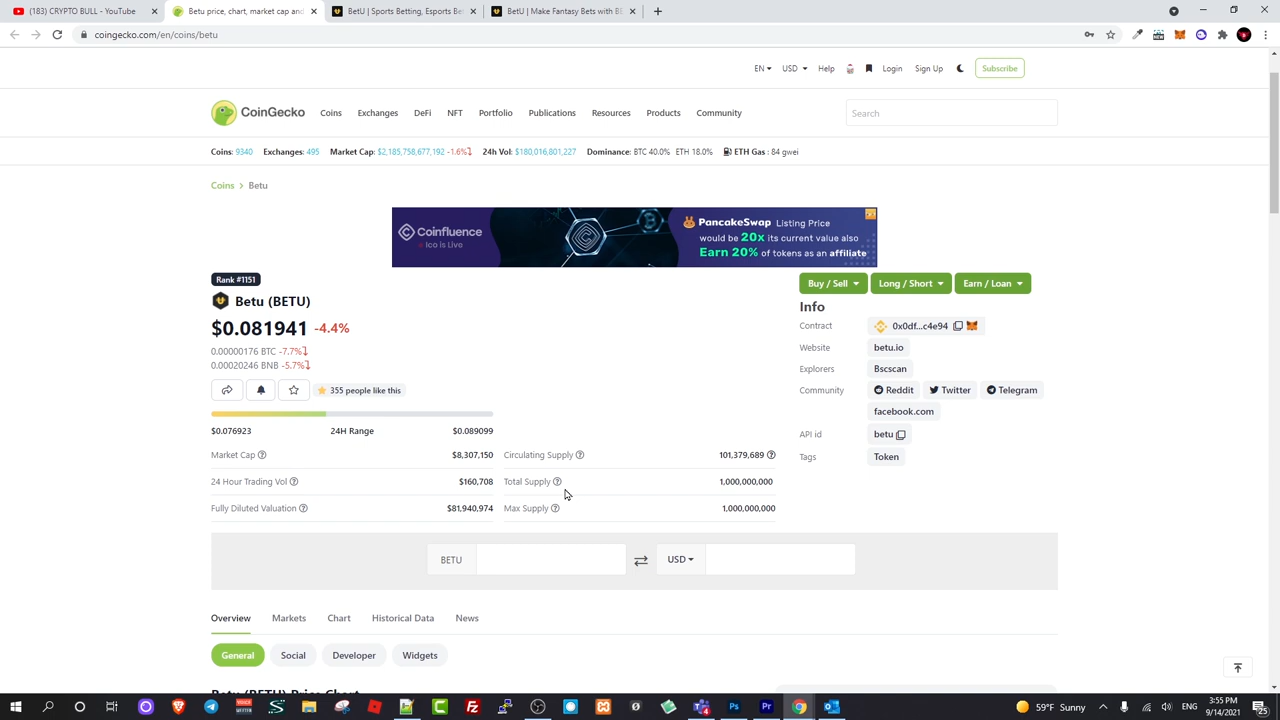 (183) CRYPTO BULL - YouTube
Betu price, chart, market cap and
BetU | Sports Betting, Esports Bet
BetU | Make Fantasy Bets with BE
coingecko.com/en/coins/betu
EN
USD
Help
Login
Sign Up
Subscribe
CoinGecko
Coins
Exchanges
DeFi
NFT
Portfolio
Publications
Resources
Products
Community
Search
Coins: 9340
Exchanges: 495
Market Cap: $2,185,758,677,192 -1.6%
24h Vol: $180,016,801,227
Dominance: BTC 40.0% ETH 18.0%
ETH Gas : 84 gwei
Coins > Betu
Coinfluence
Ico is Live
PancakeSwap Listing Price
would be 20x its current value also
Earn 20% of tokens as an affiliate
Rank #1151
Betu (BETU)
$0.081941 -4.4%
0.00000176 BTC -7.7%
0.00020246 BNB -5.7%
355 people like this
$0.076923
24H Range
$0.089099
Market Cap
$8,307,150
24 Hour Trading Vol
$160,708
Fully Diluted Valuation
$81,940,974
Circulating Supply
101,379,689
Total Supply
1,000,000,000
Max Supply
1,000,000,000
Buy / Sell
Long / Short
Earn / Loan
Info
Contract
0x0df...c4e94
Website
betu.io
Explorers
Bscscan
Community
Reddit
Twitter
Telegram
facebook.com
API id
betu
Tags
Token
BETU
USD
Overview
Markets
Chart
Historical Data
News
General
Social
Developer
Widgets
Betu (BETU) Price Chart
59°F Sunny
3:55 PM
9/14/2021